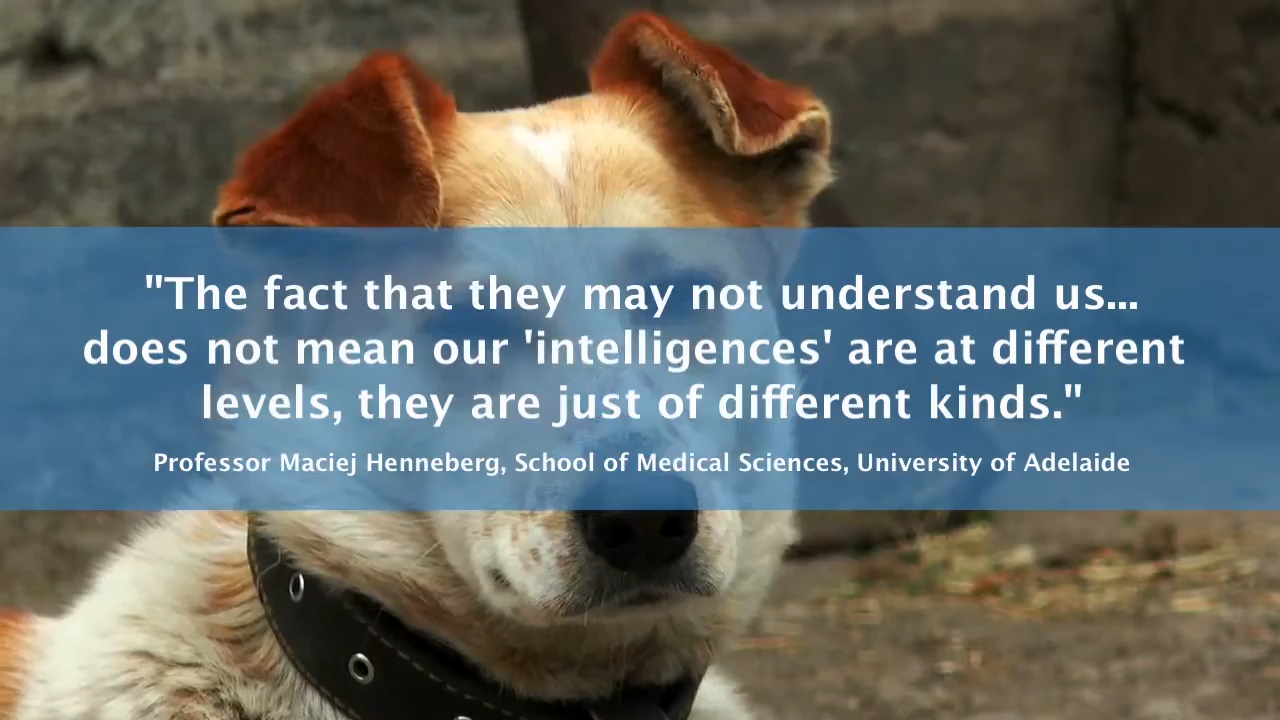 "The fact that they may not understand us...
does not mean our 'intelligences' are at different
levels, they are just of different kinds."
Professor Maciej Henneberg, School of Medical Sciences, University of Adelaide